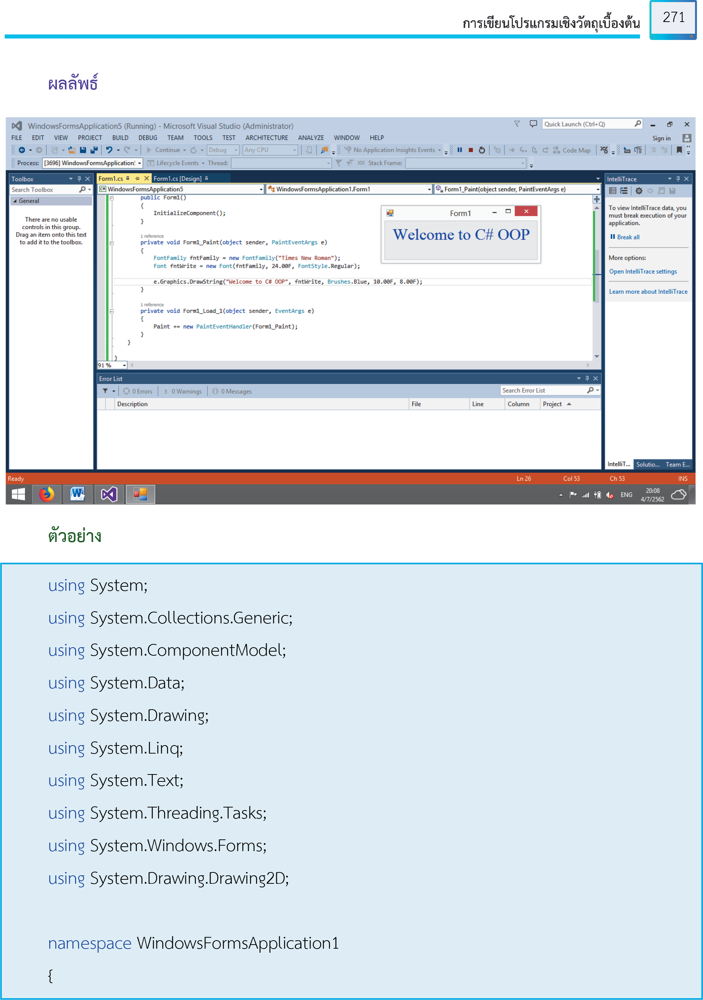 การเขียนโปรแกรมเชิงวัตถุเบื้องต้น
271
ผลลัพธ์
WindowsFormsApplication5 (Running) - Microsoft Visual Studio (Administrator)
Quick Launch (Ctrl+Q)
FILE EDIT VIEW PROJECT BUILD DEBUG TEAM TOOLS TEST ARCHITECTURE ANALYZE WINDOW HELP
Sign in
Continue Debug Any CPU No Application Insights Events Code Map
Process: [3696] WindowsFormsApplication! Lifecycle Events Thread: Stack Frame:
Toolbox
Search Toolbox
General
There are no usable
controls in this group.
Drag an item onto this text
to add it to the toolbox.
Form1.cs Form1.cs [Design]
WindowsFormsApplication5 WindowsFormsApplication1.Form1 Form1_Paint(object sender, PaintEventArgs e)
public Form1()
{
InitializeComponent();
}
1 reference
private void Form1_Paint(object sender, PaintEventArgs e)
{
FontFamily fntFamily = new FontFamily("Times New Roman");
Font fntWrite = new Font(fntFamily, 24.00F, FontStyle.Regular);
e.Graphics.DrawString("Welcome to C# OOP", fntWrite, Brushes.Blue, 10.00F, 8.00F);
}
1 reference
private void Form1_Load_1(object sender, EventArgs e)
{
Paint += new PaintEventHandler(Form1_Paint);
}
}
}
91 %
Form1
Welcome to C# OOP
IntelliTrace
To view IntelliTrace data, you
must break execution of your
application.
Break all
More options:
Open IntelliTrace settings
Learn more about IntelliTrace
Error List
0 Errors 0 Warnings 0 Messages
Search Error List
Description File Line Column Project
IntelliT... Solutio... Team E...
Ready Ln 26 Col 53 Ch 53 INS
ENG
20:08
4/7/2562
ตัวอย่าง
using System;
using System.Collections.Generic;
using System.ComponentModel;
using System.Data;
using System.Drawing;
using System.Linq;
using System.Text;
using System.Threading.Tasks;
using System.Windows.Forms;
using System.Drawing.Drawing2D;
namespace WindowsFormsApplication1
{